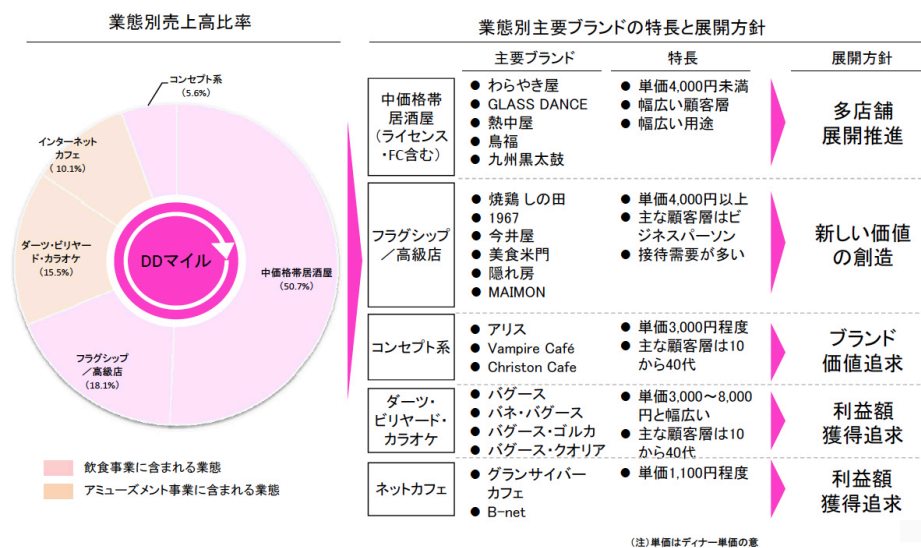 業態別売上高比率
コンセプト系
(5.6%)
インターネット
カフェ
(10.1%)
ダーツ・ビリヤー
ド・カラオケ
(15.5%)
DDマイル
中価格帯居酒屋
(50.7%)
フラグシップ
/高級店
(18.1%)
飲食事業に含まれる業態
アミューズメント事業に含まれる業態
業態別主要ブランドの特長と展開方針
主要ブランド
特長
展開方針
中価格帯
居酒屋
(ライセンス
・FC含む)
● わらやき屋
● GLASS DANCE
● 熱中屋
● 鳥福
● 九州黒太鼓
● 単価4,000円未満
● 幅広い顧客層
● 幅広い用途
多店舗
展開推進
フラグシップ
/高級店
● 焼鶏 しの田
● 1967
● 今井屋
● 美食米門
● 隠れ房
● MAIMON
● 単価4,000円以上
● 主な顧客層はビ
ジネスパーソン
● 接待需要が多い
新しい価値
の創造
コンセプト系
● アリス
● Vampire Café
● Christon Cafe
● 単価3,000円程度
● 主な顧客層は10
から40代
ブランド
価値追求
ダーツ・
ビリヤード・
カラオケ
● バグース
● バネ・バグース
● バグース・ゴルカ
● バグース・クオリア
● 単価3,000~8,000
円と幅広い
● 主な顧客層は10
から40代
利益額
獲得追求
ネットカフェ
● グランサイバー
カフェ
● B-net
● 単価1,100円程度
利益額
獲得追求
(注)単価はディナー単価の意